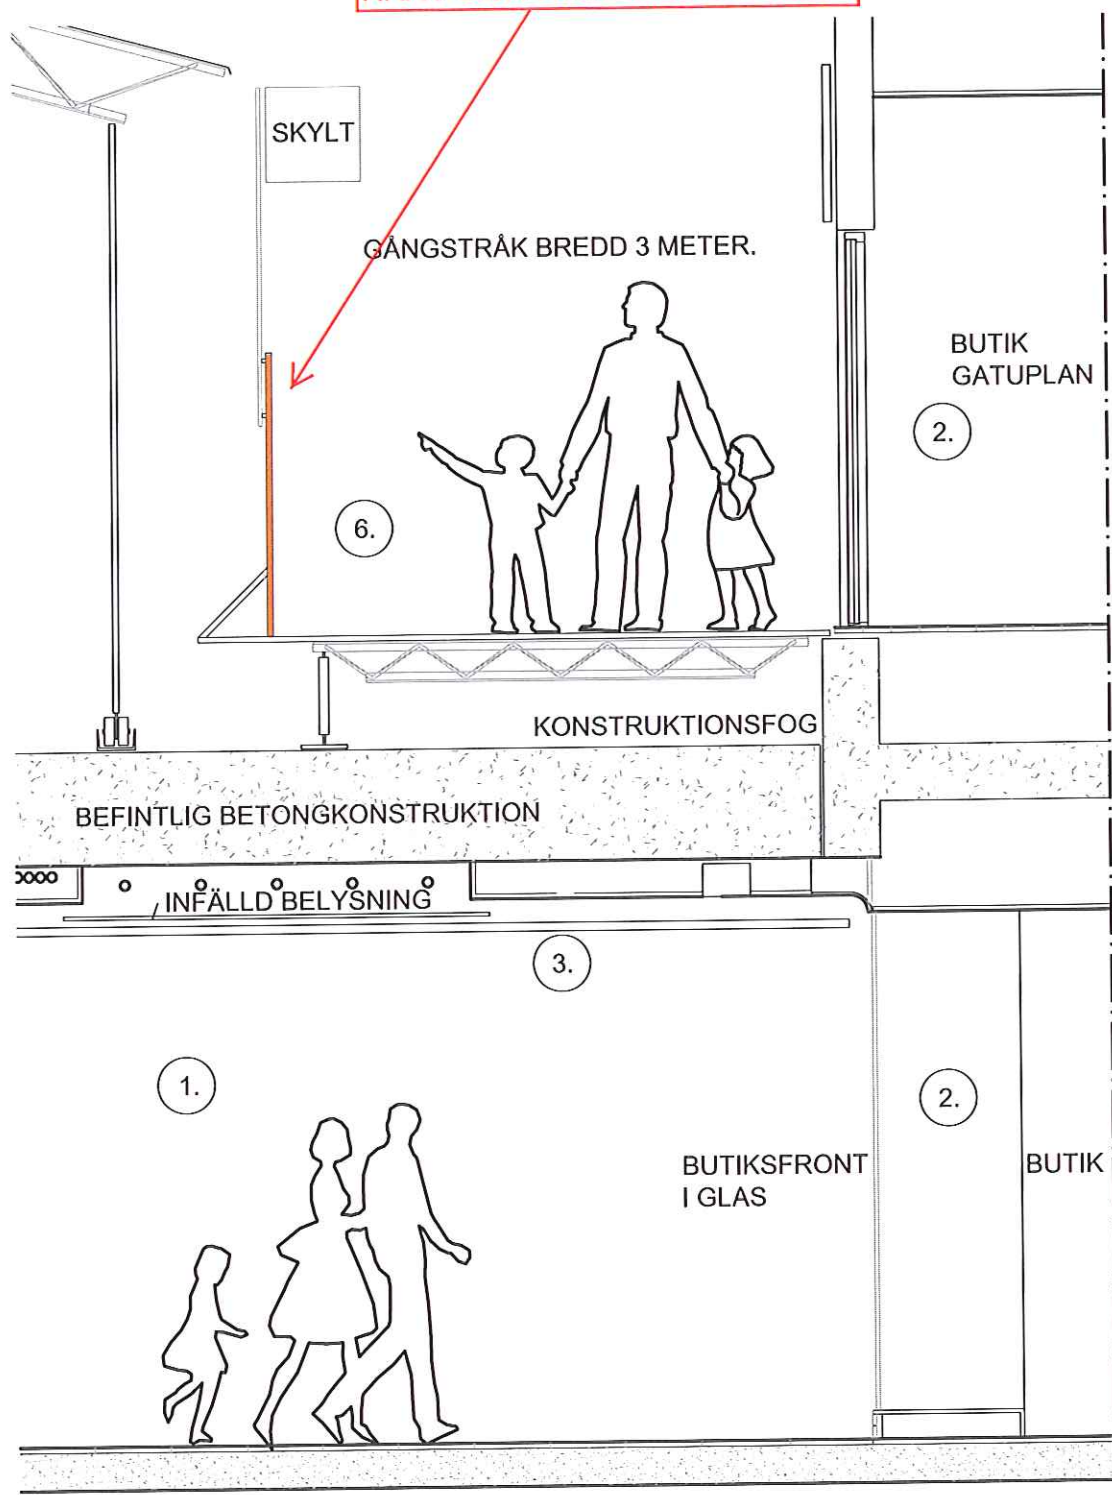 SKYLT
GÅNGSTRÅK BREDD 3 METER.
BUTIK
GATUPLAN
2.
6.
KONSTRUKTIONSFOG
BEFINTLIG BETONGKONSTRUKTION
INFÄLLD BELYSNING
3.
1.
2.
BUTIKSFRONT
I GLAS
BUTIK